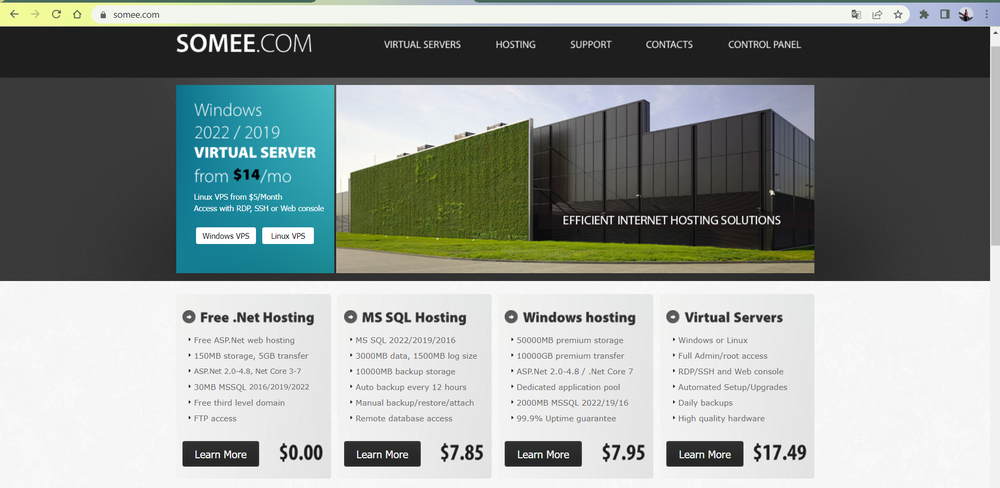 somee.com
SOMEE.COM
VIRTUAL SERVERS
HOSTING
SUPPORT
CONTACTS
CONTROL PANEL
Windows
2022 / 2019
VIRTUAL SERVER
from $14/mo
Linux VPS from $5/Month
Access with RDP, SSH or Web console
Windows VPS
Linux VPS
EFFICIENT INTERNET HOSTING SOLUTIONS
Free .Net Hosting
Free ASP.Net web hosting
150MB storage, 5GB transfer
ASP.Net 2.0-4.8, Net Core 3-7
30MB MSSQL 2016/2019/2022
Free third level domain
FTP access
Learn More
$0.00
MS SQL Hosting
MS SQL 2022/2019/2016
3000MB data, 1500MB log size
10000MB backup storage
Auto backup every 12 hours
Manual backup/restore/attach
Remote database access
Learn More
$7.85
Windows hosting
50000MB premium storage
10000GB premium transfer
ASP.Net 2.0-4.8 / .Net Core 7
Dedicated application pool
2000MB MSSQL 2022/19/16
99.9% Uptime guarantee
Learn More
$7.95
Virtual Servers
Windows or Linux
Full Admin/root access
RDP/SSH and Web console
Automated Setup/Upgrades
Daily backups
High quality hardware
Learn More
$17.49